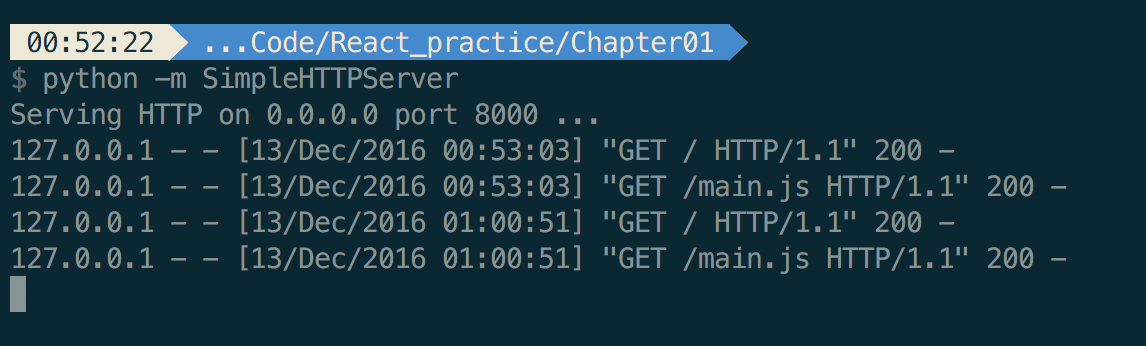 00:52:22 ...Code/React_practice/Chapter01
$ python -m SimpleHTTPServer
Serving HTTP on 0.0.0.0 port 8000 ...
127.0.0.1 - - [13/Dec/2016 00:53:03] "GET / HTTP/1.1" 200 -
127.0.0.1 - - [13/Dec/2016 00:53:03] "GET /main.js HTTP/1.1" 200 -
127.0.0.1 - - [13/Dec/2016 01:00:51] "GET / HTTP/1.1" 200 -
127.0.0.1 - - [13/Dec/2016 01:00:51] "GET /main.js HTTP/1.1" 200 -